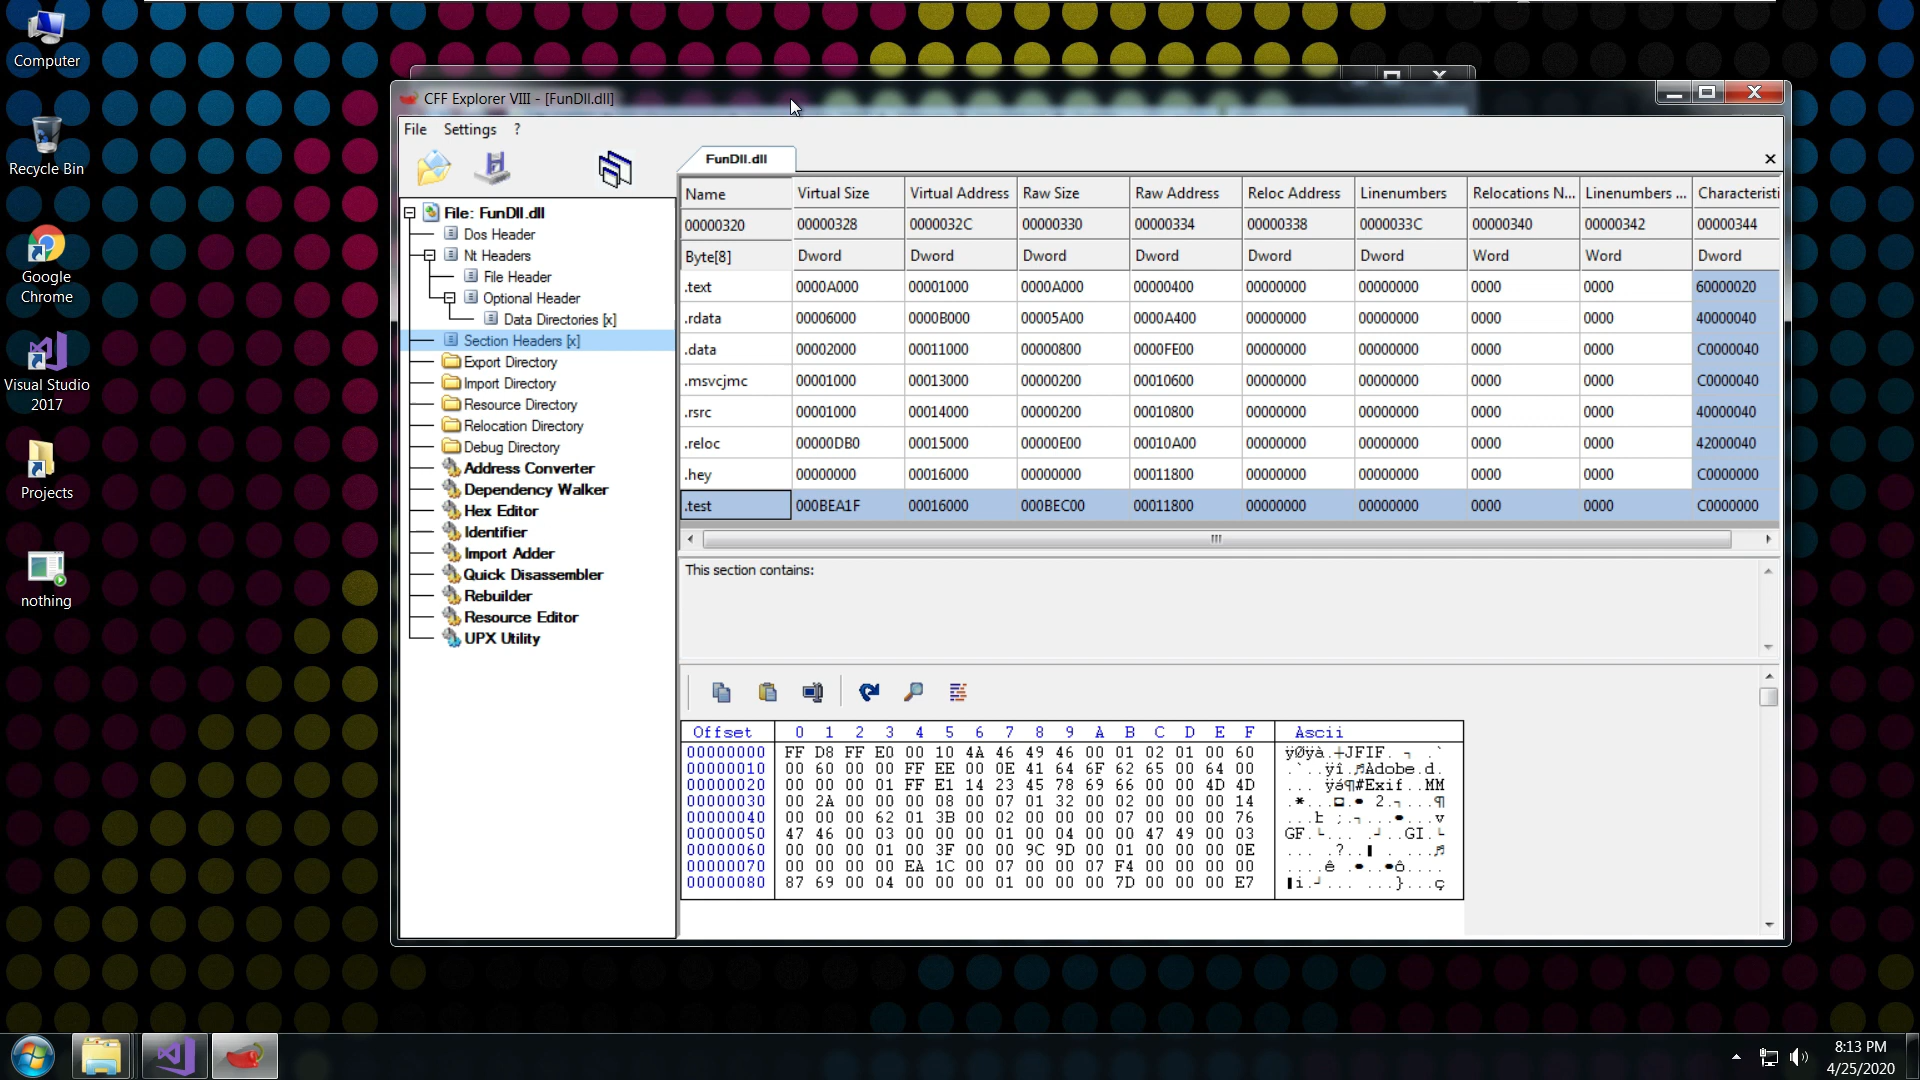 Computer
Recycle Bin
Google
Chrome
Visual Studio
2017
Projects
nothing
CFF Explorer VIII - [FunDll.dll]
File Settings ?
FunDll.dll
File: FunDll.dll
Dos Header
Nt Headers
File Header
Optional Header
Data Directories [x]
Section Headers [x]
Export Directory
Import Directory
Resource Directory
Relocation Directory
Debug Directory
Address Converter
Dependency Walker
Hex Editor
Identifier
Import Adder
Quick Disassembler
Rebuilder
Resource Editor
UPX Utility
Name Virtual Size Virtual Address Raw Size Raw Address Reloc Address Linenumbers Relocations N... Linenumbers ... Characteristi
00000320 00000328 0000032C 00000330 00000334 00000338 0000033C 00000340 00000342 00000344
Byte[8] Dword Dword Dword Dword Dword Dword Word Word Dword
.text 0000A000 00001000 0000A000 00000400 00000000 00000000 0000 0000 60000020
.rdata 00006000 0000B000 00005A00 0000A400 00000000 00000000 0000 0000 40000040
.data 00002000 00011000 00000800 0000FE00 00000000 00000000 0000 0000 C0000040
.msvcjmc 00001000 00013000 00000200 00010600 00000000 00000000 0000 0000 C0000040
.rsrc 00001000 00014000 00000200 00010800 00000000 00000000 0000 0000 40000040
.reloc 00000DB0 00015000 00000E00 00010A00 00000000 00000000 0000 0000 42000040
.hey 00000000 00016000 00000000 00011800 00000000 00000000 0000 0000 C0000000
.test 000BEA1F 00016000 000BEC00 00011800 00000000 00000000 0000 0000 C0000000
This section contains:
Offset 0 1 2 3 4 5 6 7 8 9 A B C D E F Ascii
00000000 FF D8 FF E0 00 10 4A 46 49 46 00 01 02 01 00 60 ÿØÿà.┼JFIF. ┐ .`
00000010 00 60 00 00 FF EE 00 0E 41 64 6F 62 65 00 64 00 .`..ÿî.♬Adobe.d.
00000020 00 00 00 01 FF E1 14 23 45 78 69 66 00 00 4D 4D ... ÿá¶#Exif..MM
00000030 00 2A 00 00 00 08 00 07 01 32 00 02 00 00 00 14 .*...◘.• 2.┐...¶
00000040 00 00 00 62 01 3B 00 02 00 00 00 07 00 00 00 76 ...b ;.┐...•...v
00000050 47 46 00 03 00 00 00 01 00 04 00 00 47 49 00 03 GF.└... .┘..GI.└
00000060 00 00 00 01 00 3F 00 00 9C 9D 00 01 00 00 00 0E ... .?..▮ . ...♬
00000070 00 00 00 00 EA 1C 00 07 00 00 07 F4 00 00 00 00 ....ê .•..•ô....
00000080 87 69 00 04 00 00 00 01 00 00 00 7D 00 00 00 E7 ▮i.┘... ...}...ç
8:13 PM
4/25/2020